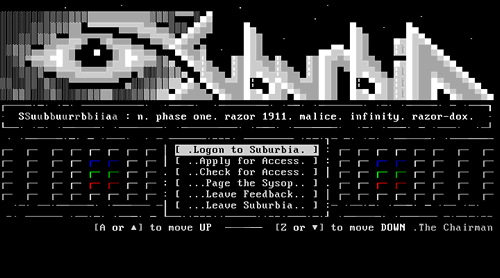 Suburbia
SSuubbuurrbbiiaa : n. phase one. razor 1911. malice. infinity. razor-dox.
[ .Logon to Suburbia. ]
[ ..Apply for Access. ]
[ ..Check for Access. ]
[ ...Page the Sysop.. ]
[ ...Leave Feedback.. ]
[ ...Leave Suburbia.. ]
[A or ▲] to move UP ——— [Z or ▼] to move DOWN .The Chairman